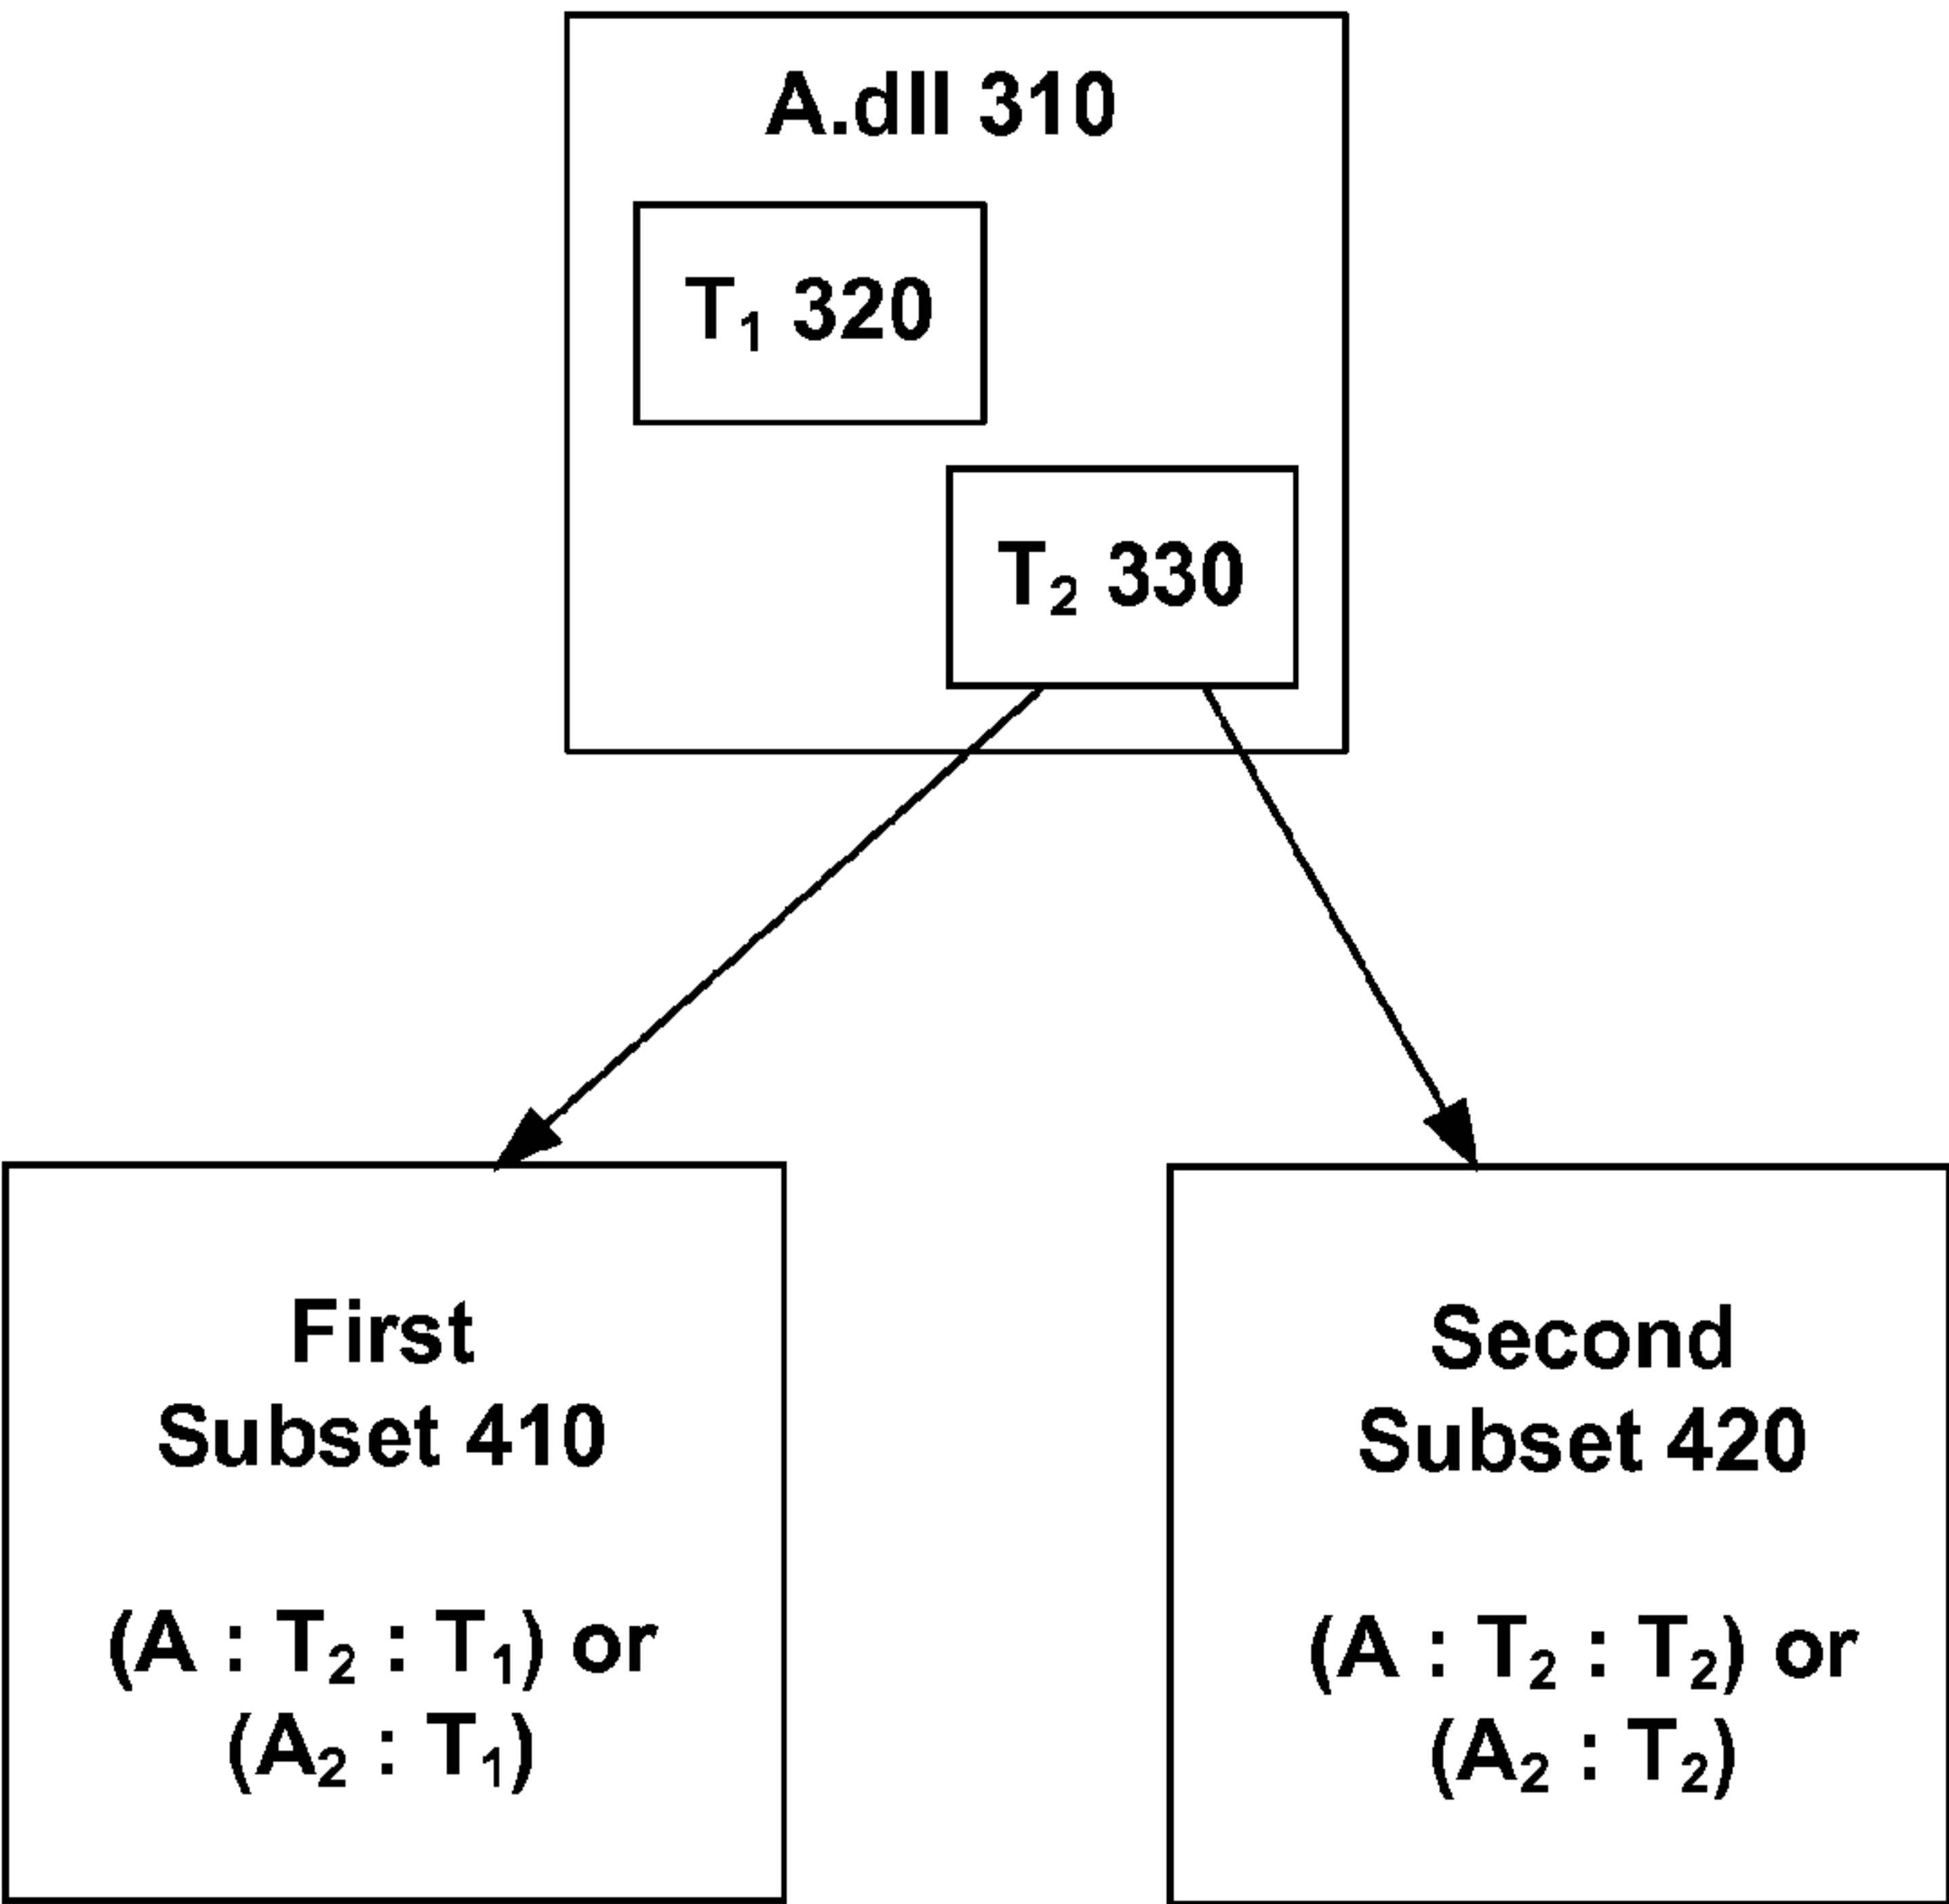 A.dll 310
T₁ 320
T₂ 330
First
Subset 410
(A : T₂ : T₁) or
(A₂ : T₁)
Second
Subset 420
(A : T₂ : T₂) or
(A₂ : T₂)